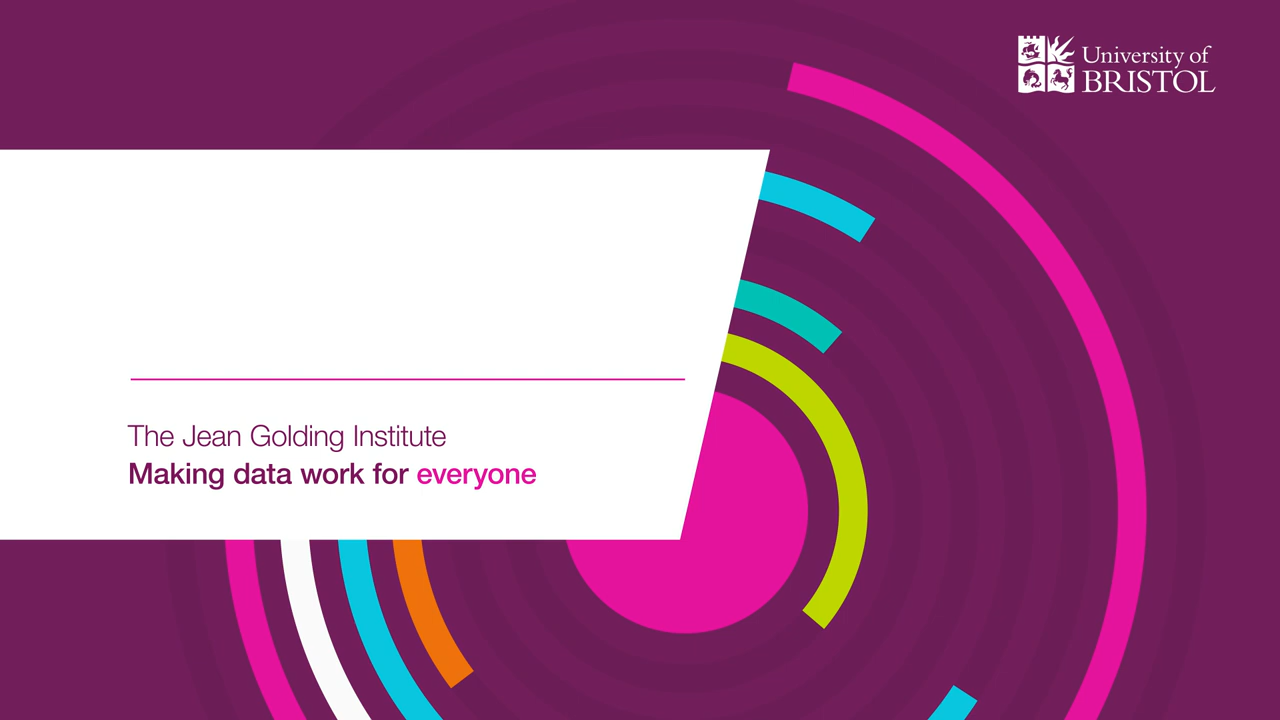 University of
BRISTOL
The Jean Golding Institute
Making data work for everyone